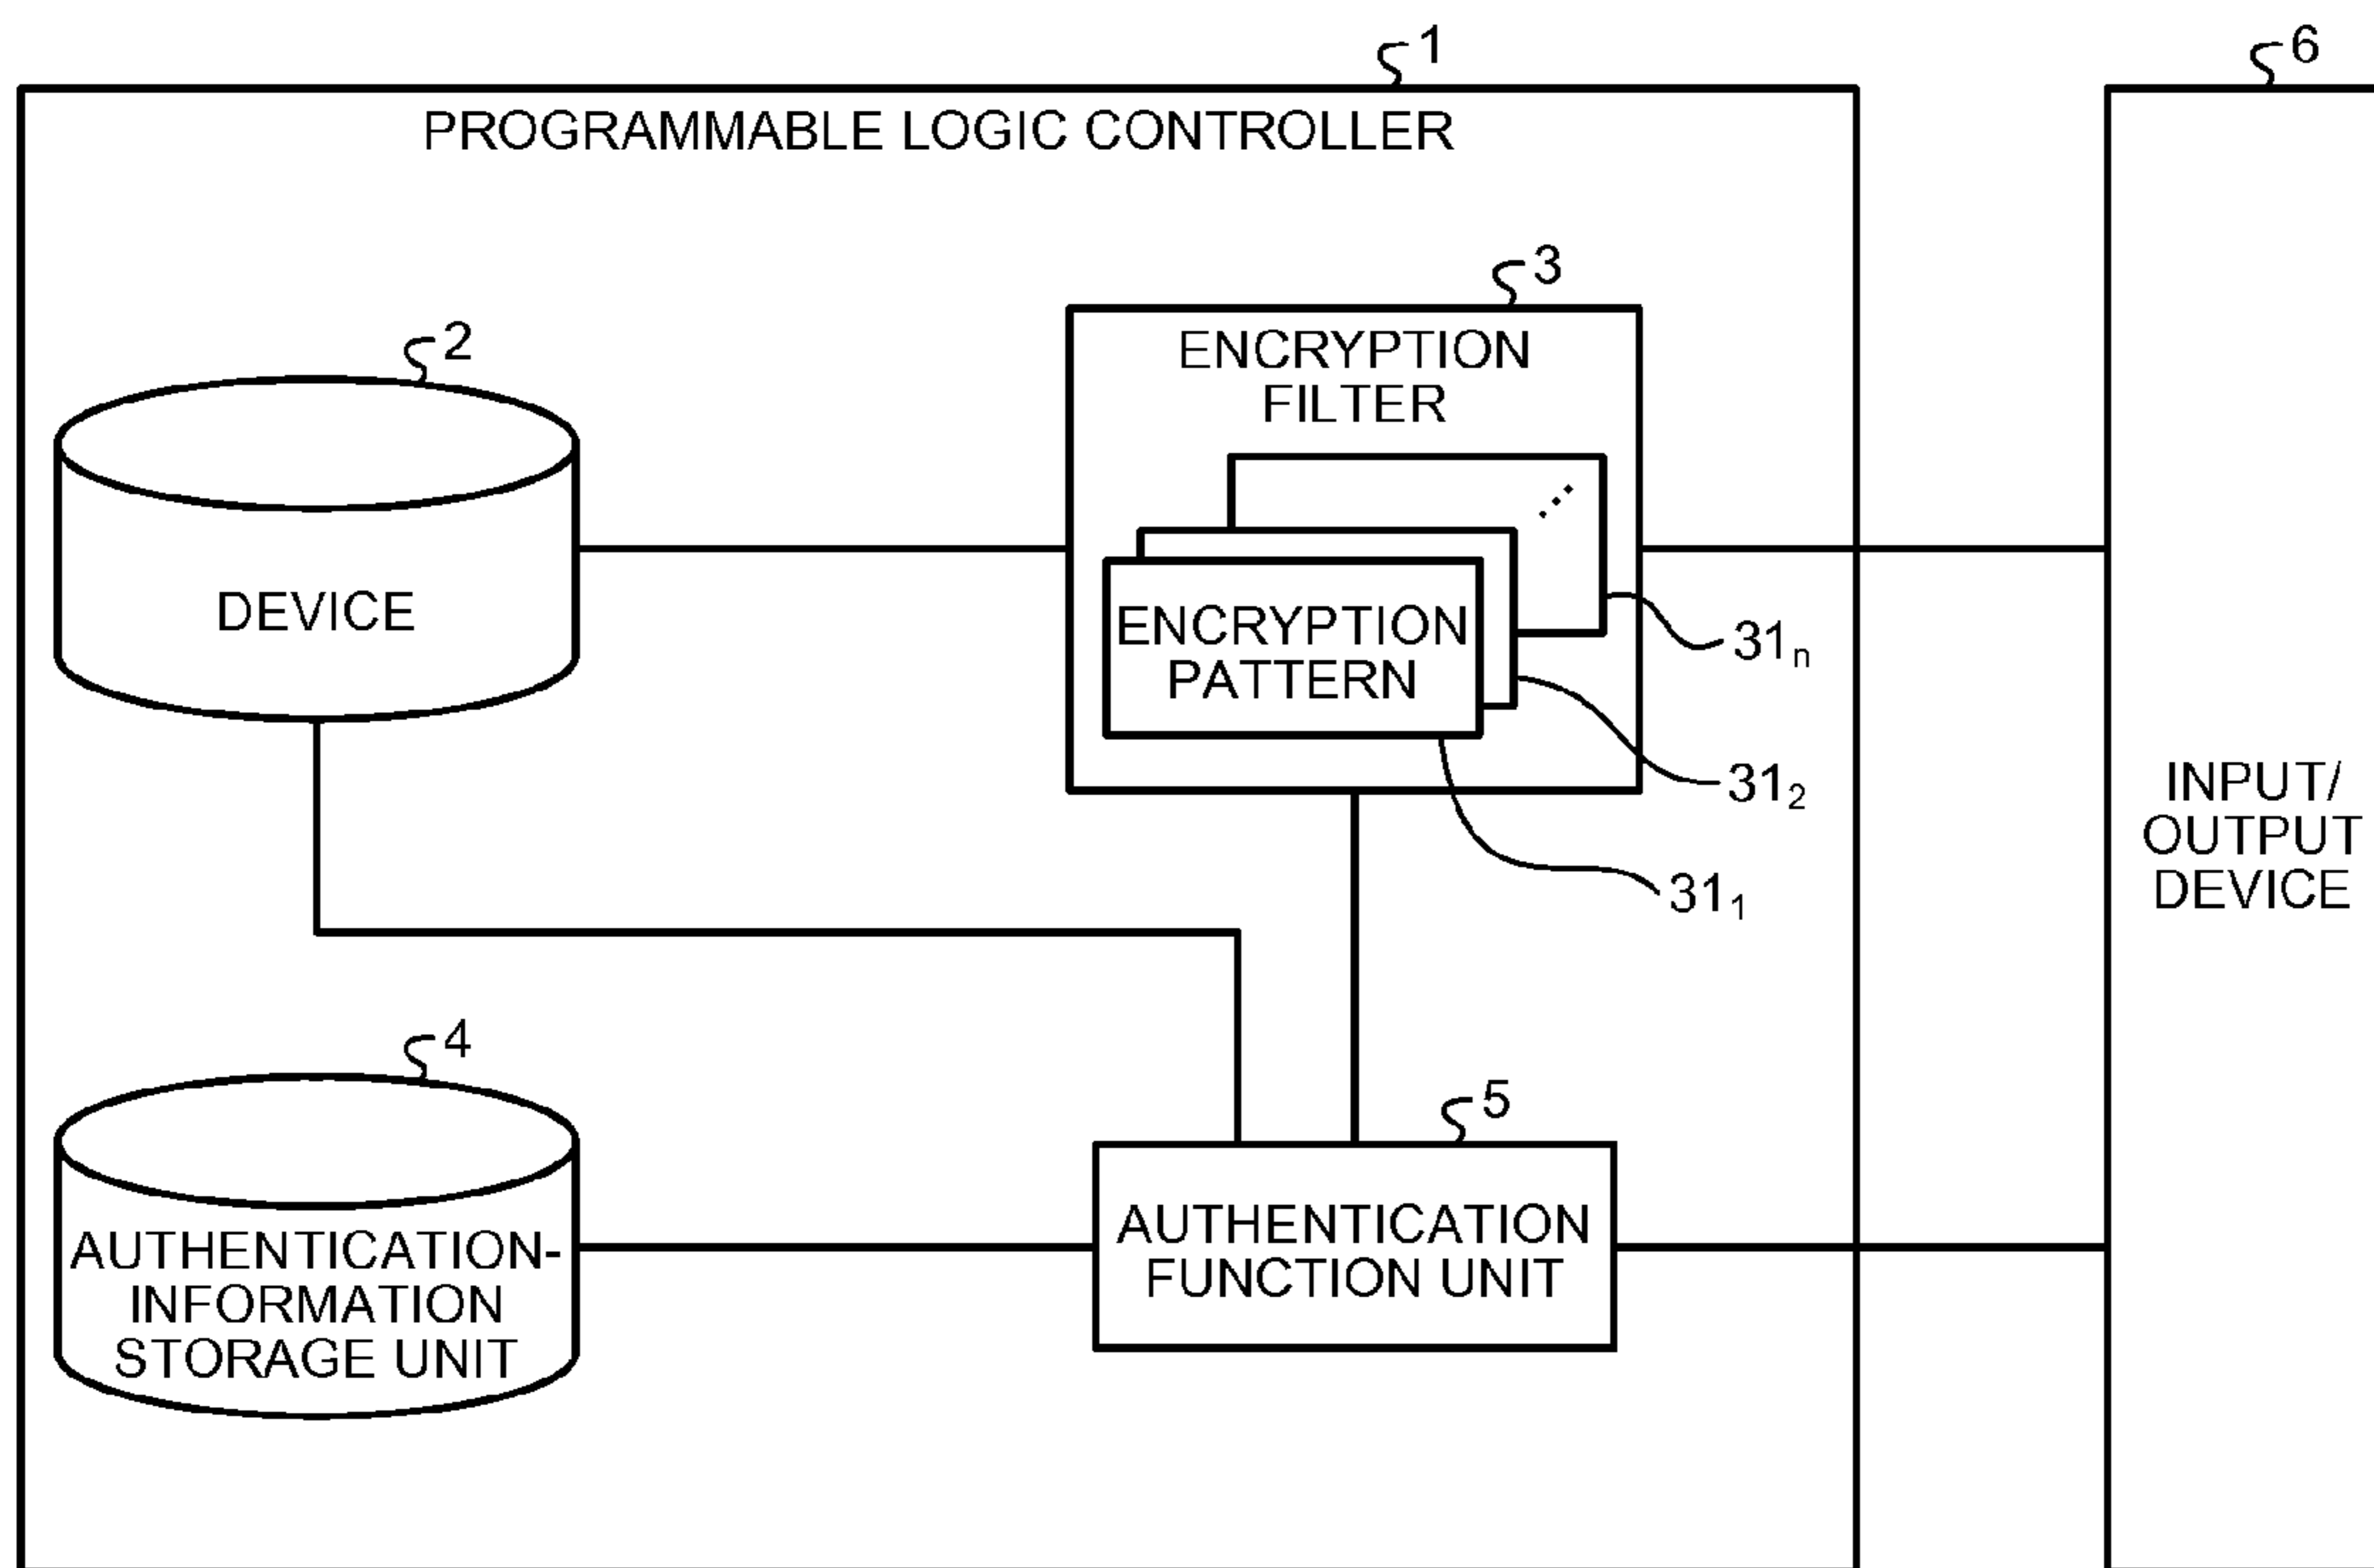 1
6
PROGRAMMABLE LOGIC CONTROLLER
3
2
ENCRYPTION
FILTER
DEVICE
ENCRYPTION
PATTERN
31n
312
311
INPUT/
OUTPUT
DEVICE
4
5
AUTHENTICATION-
INFORMATION
STORAGE UNIT
AUTHENTICATION
FUNCTION UNIT